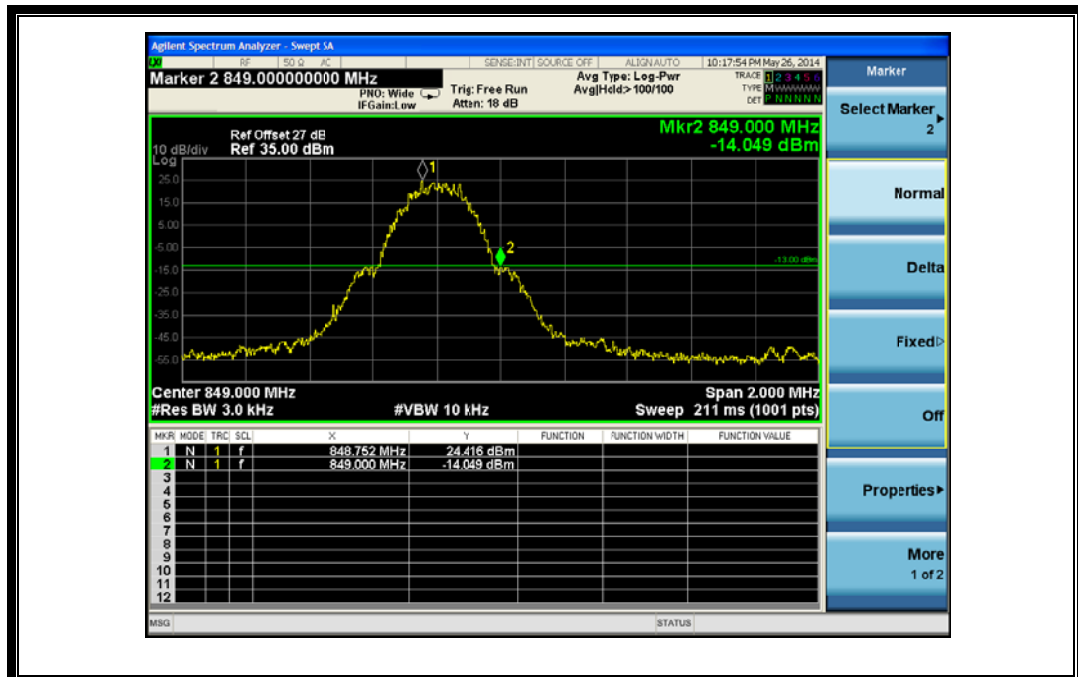 Agilent Spectrum Analyzer - Swept SA
LXI RF 50 Ω AC SENSE:INT SOURCE OFF ALIGNAUTO 10:17:54 PM May 26, 2014
Marker 2 849.000000000 MHz
PNO: Wide
IFGain:Low
Trig: Free Run
Atten: 18 dB
Avg Type: Log-Pwr
Avg|Hold:>100/100
TRACE 1 2 3 4 5 6
TYPE MWWWWW
DET P N N N N N
Ref Offset 27 dB
Ref 35.00 dBm
10 dB/div
Log
Mkr2 849.000 MHz
-14.049 dBm
25.0
15.0
5.00
-5.00
-15.0
-25.0
-35.0
-45.0
-55.0
1
2
-13.00 dBm
Center 849.000 MHz
Span 2.000 MHz
#Res BW 3.0 kHz
#VBW 10 kHz
Sweep 211 ms (1001 pts)
MKR MODE TRC SCL X Y FUNCTION FUNCTION WIDTH FUNCTION VALUE
1 N 1 f 848.752 MHz 24.416 dBm
2 N 1 f 849.000 MHz -14.049 dBm
3
4
5
6
7
8
9
10
11
12
MSG
STATUS
Marker
Select Marker
2
Normal
Delta
Fixed
Off
Properties
More
1 of 2